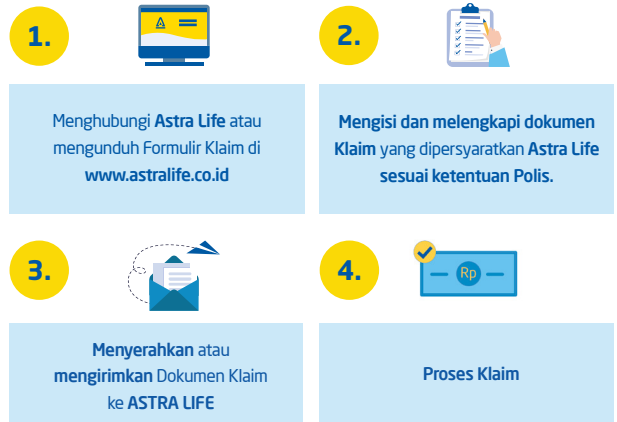 1.
Menghubungi Astra Life atau
mengunduh Formulir Klaim di
www.astralife.co.id
2.
Mengisi dan melengkapi dokumen
Klaim yang dipersyaratkan Astra Life
sesuai ketentuan Polis.
3.
Menyerahkan atau
mengirimkan Dokumen Klaim
ke ASTRA LIFE
4.
Rp
Proses Klaim